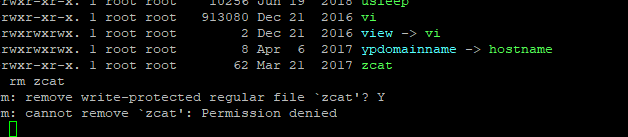 rwxr-xr-x. 1 root root 10256 Jun 19 2018 usleep
rwxr-xr-x. 1 root root 913080 Dec 21 2016 vi
rwxrwxrwx. 1 root root 2 Dec 21 2016 view -> vi
rwxrwxrwx. 1 root root 8 Apr 6 2017 ypdomainname -> hostname
rwxr-xr-x. 1 root root 62 Mar 21 2017 zcat
rm zcat
m: remove write-protected regular file `zcat'? Y
m: cannot remove `zcat': Permission denied